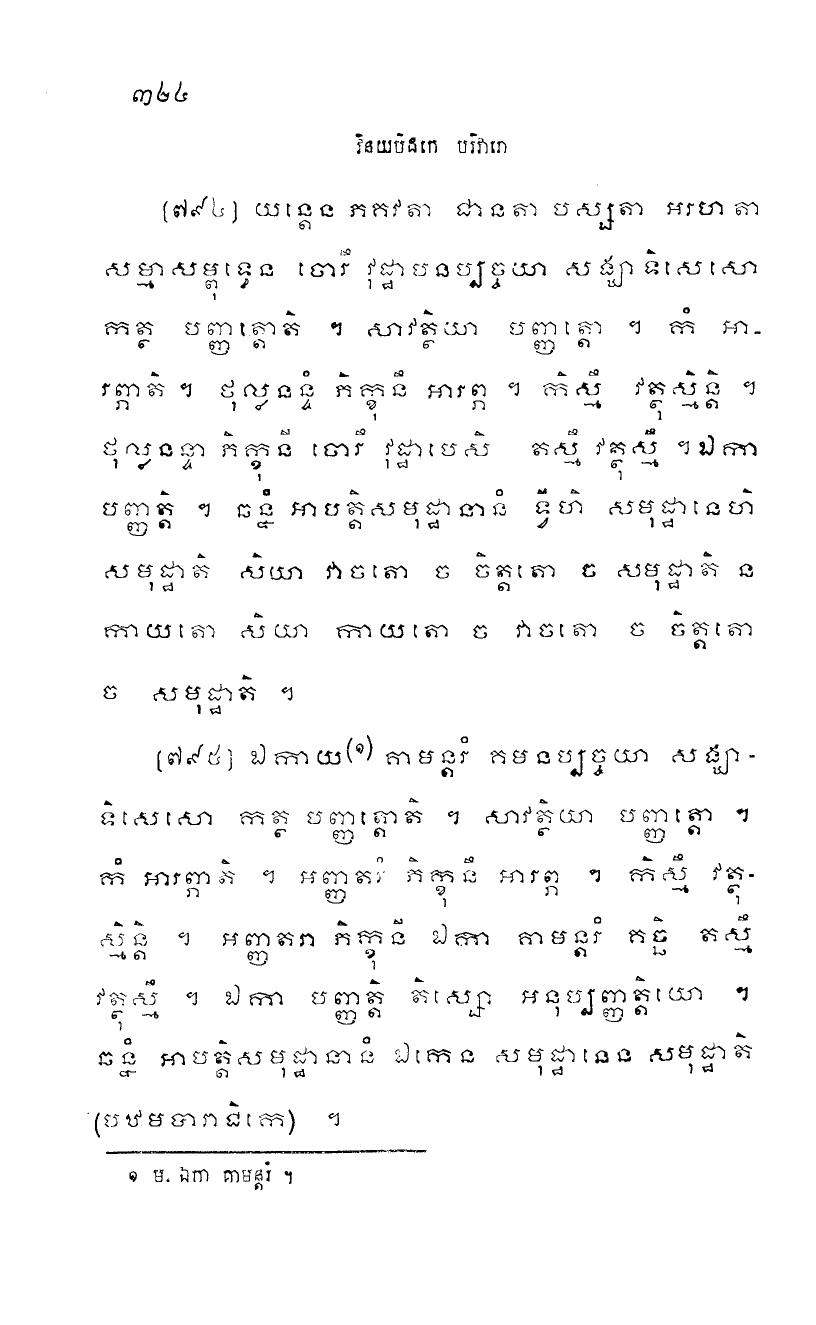 ៣២៤
វិនយបិដកេ បរិវារោ
(៧៩៤) យន្តេន ភគវតា ជានតា បស្សតា អរហតា
សម្មាសម្ពុទ្ធេន ចោរឹ វុដ្ឋាបនប្បច្ចយា សង្ឃាទិសេសោ
កត្ថ បញ្ញត្តោតិ ។ សាវត្ថិយា បញ្ញត្តោ ។ កំ អា-
រព្ភាតិ ។ ថុល្លនន្ទំ ភិក្ខុនឹ អារព្ភ ។ កិស្មឹ វត្ថុស្មិន្តិ ។
ថុល្លនន្ទា ភិក្ខុនី ចោរឹ វុដ្ឋាបេសិ តស្មឹ វត្ថុស្មឹ ។ ឯកា
បញ្ញត្តិ ។ ឆន្នំ អាបត្តិសមុដ្ឋានានំ ទ្វីហិ សមុដ្ឋានេហិ
សមុដ្ឋាតិ សិយា វាចតោ ច ចិត្តតោ ច សមុដ្ឋាតិ ន
កាយតោ សិយា កាយតោ ច វាចតោ ច ចិត្តតោ
ច សមុដ្ឋាតិ ។
(៧៩៥) ឯកាយ(១) គាមន្តរំ គមនប្បច្ចយា សង្ឃា-
ទិសេសោ កត្ថ បញ្ញត្តោតិ ។ សាវត្ថិយា បញ្ញត្តោ ។
កំ អារព្ភាតិ ។ អញ្ញតរំ ភិក្ខុនឹ អារព្ភ ។ កិស្មឹ វត្ថុ-
ស្មិន្តិ ។ អញ្ញតរា ភិក្ខុនី ឯកា គាមន្តរំ គច្ឆិ តស្មឹ
វត្ថុស្មឹ ។ ឯកា បញ្ញត្តិ តិស្សោ អនុប្បញ្ញត្តិយោ ។
ឆន្នំ អាបត្តិសមុដ្ឋានានំ ឯកេន សមុដ្ឋានេន សមុដ្ឋាតិ
(បឋមបារាជិកេ) ។
១ ម. ឯកា គាមន្តរំ ។